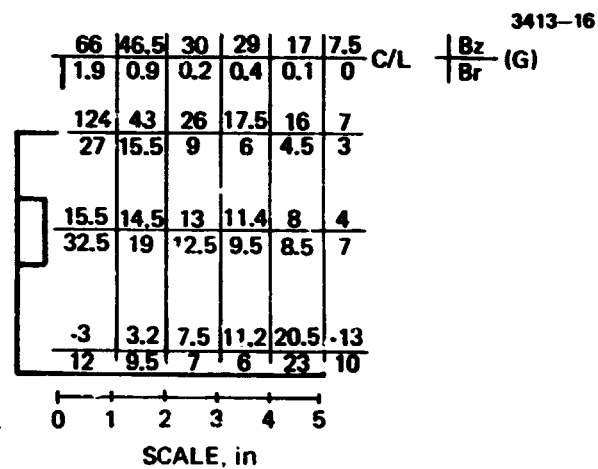 3413-16
66 46.5 30 29 17 7.5 C/L Bz (G)
1.9 0.9 0.2 0.4 0.1 0 Br
124 43 26 17.5 16 7
27 15.5 9 6 4.5 3
15.5 14.5 13 11.4 8 4
32.5 19 12.5 9.5 8.5 7
-3 3.2 7.5 11.2 20.5 -13
12 9.5 7 6 23 10
0 1 2 3 4 5
SCALE, in